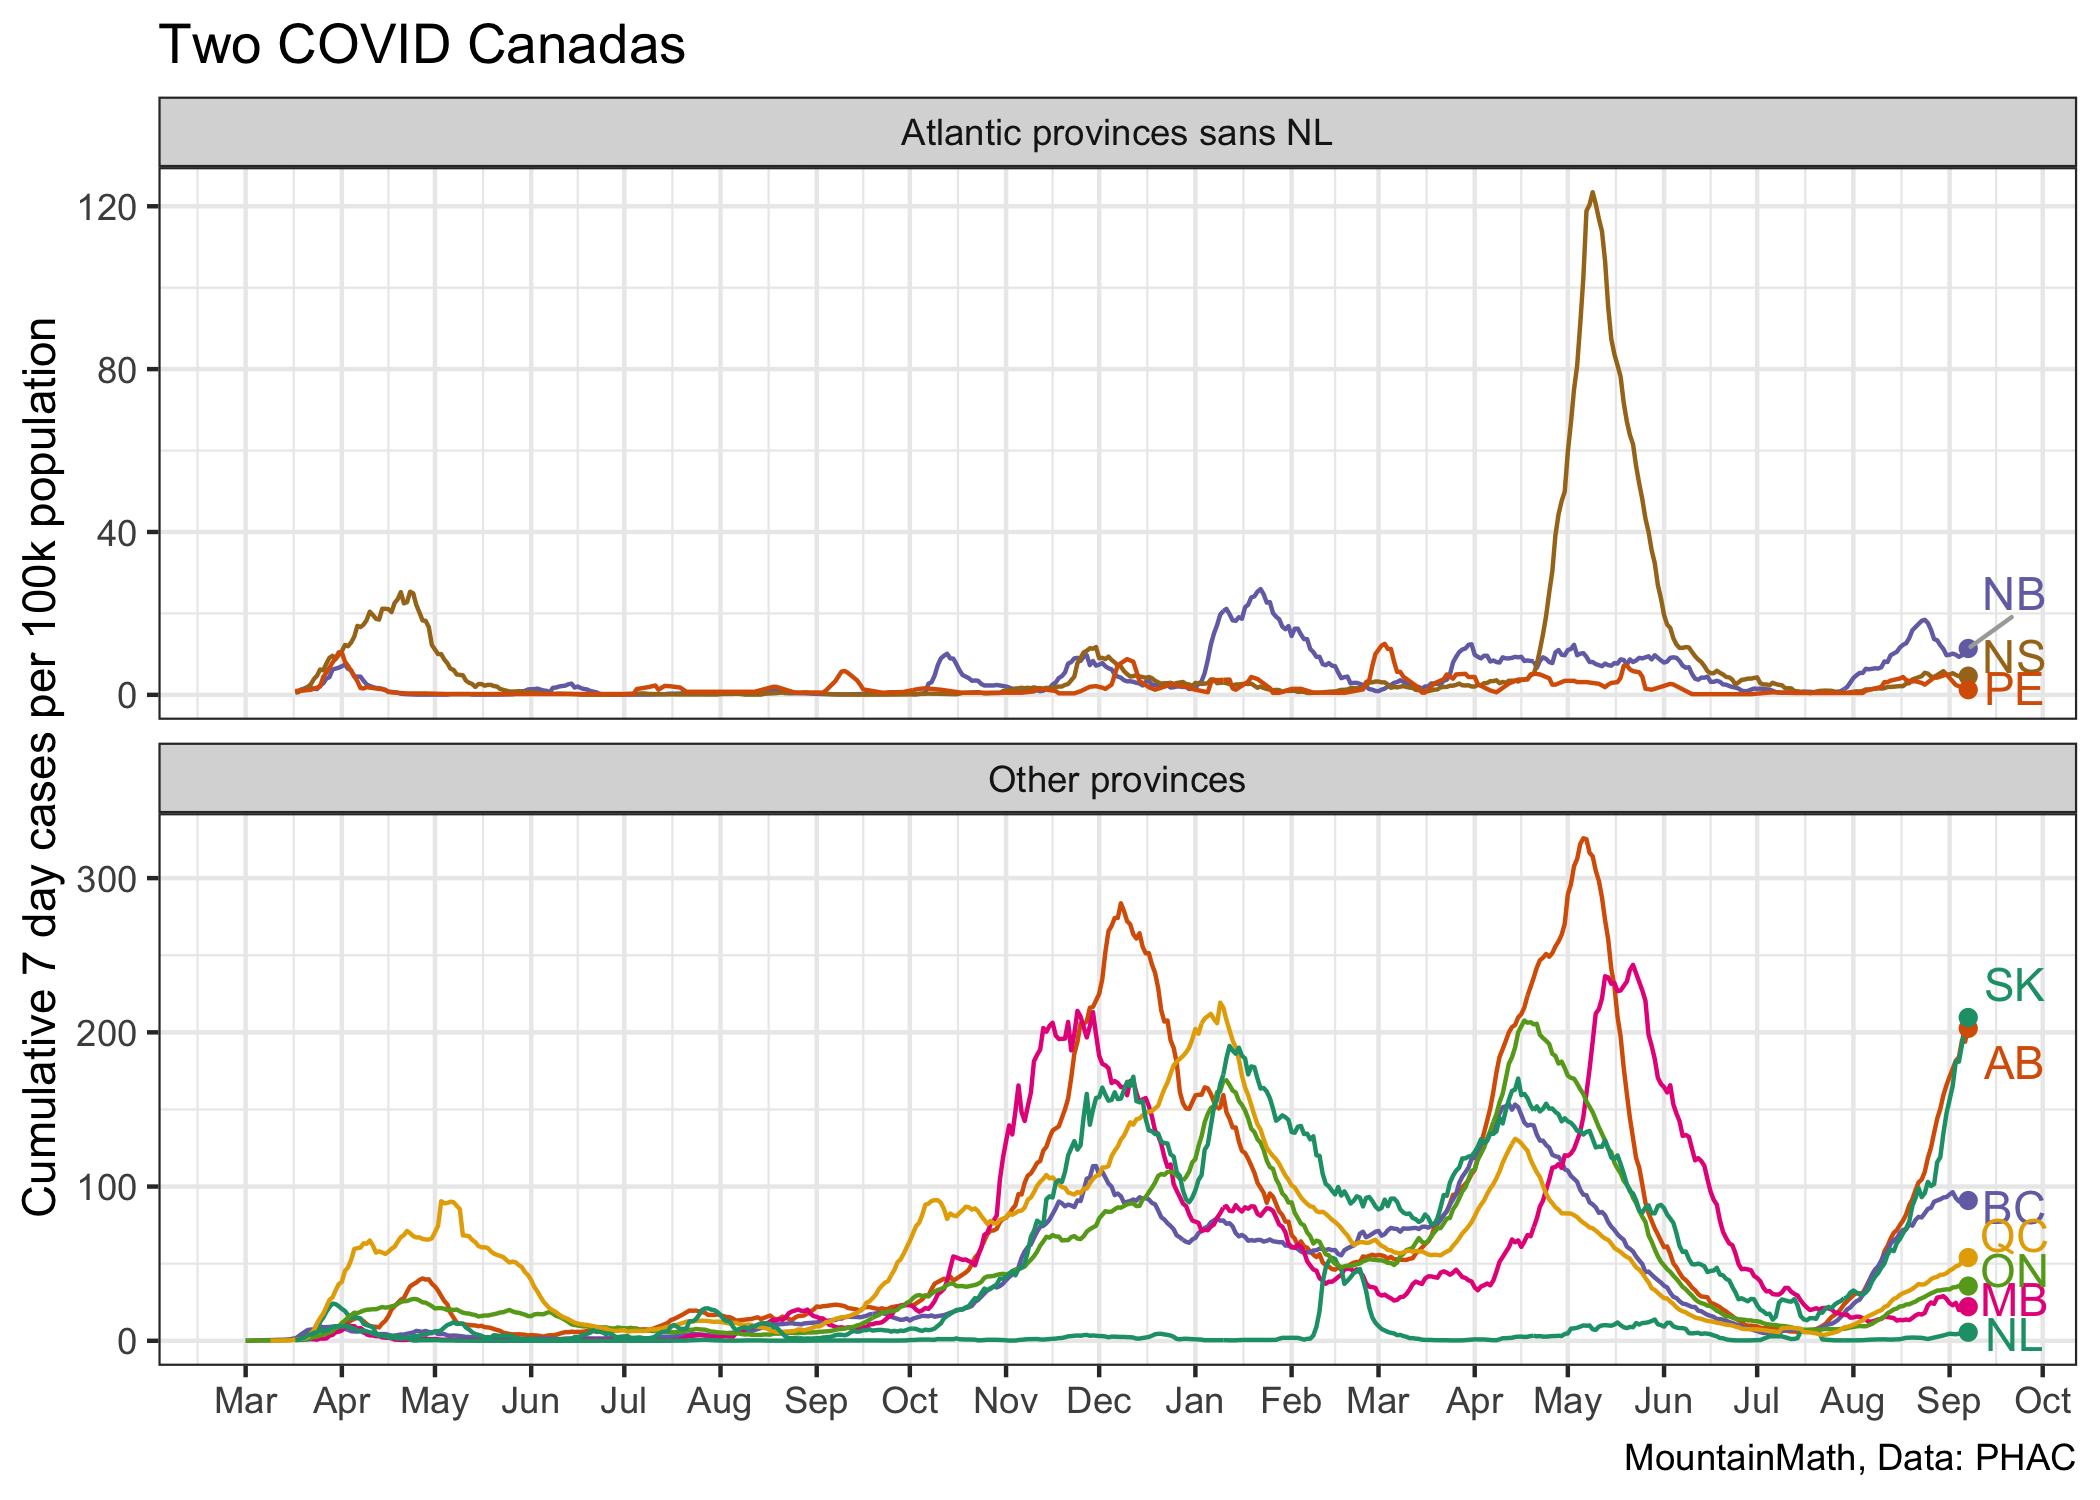 Two COVID Canadas
Atlantic provinces sans NL
120
80
40
0
NB
NS
PE
Cumulative 7 day cases per 100k population
Other provinces
300
200
100
0
SK
AB
BC
QC
ON
MB
NL
Mar Apr May Jun Jul Aug Sep Oct Nov Dec Jan Feb Mar Apr May Jun Jul Aug Sep Oct
MountainMath, Data: PHAC